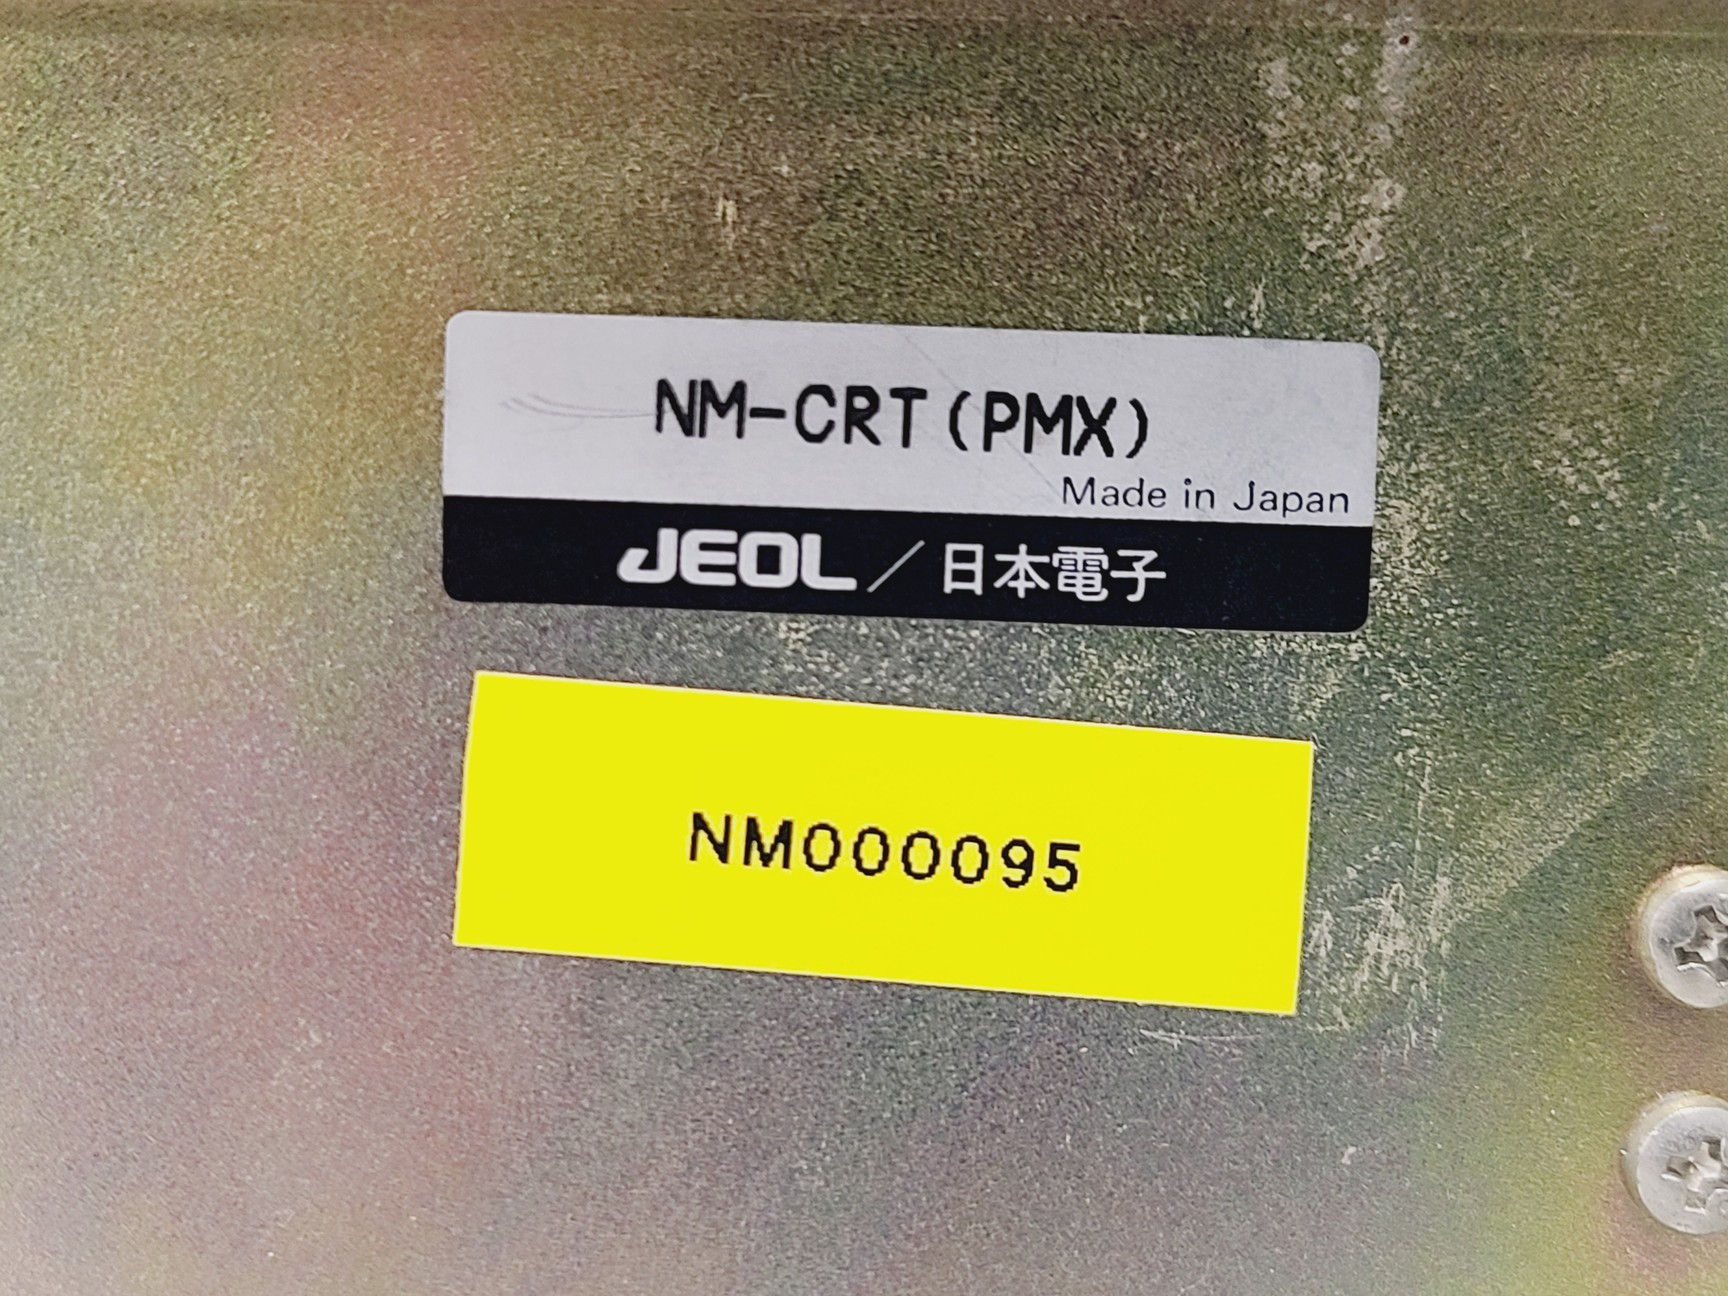 NM-CRT(PMX)
Made in Japan
JEOL/日本電子
NM000095